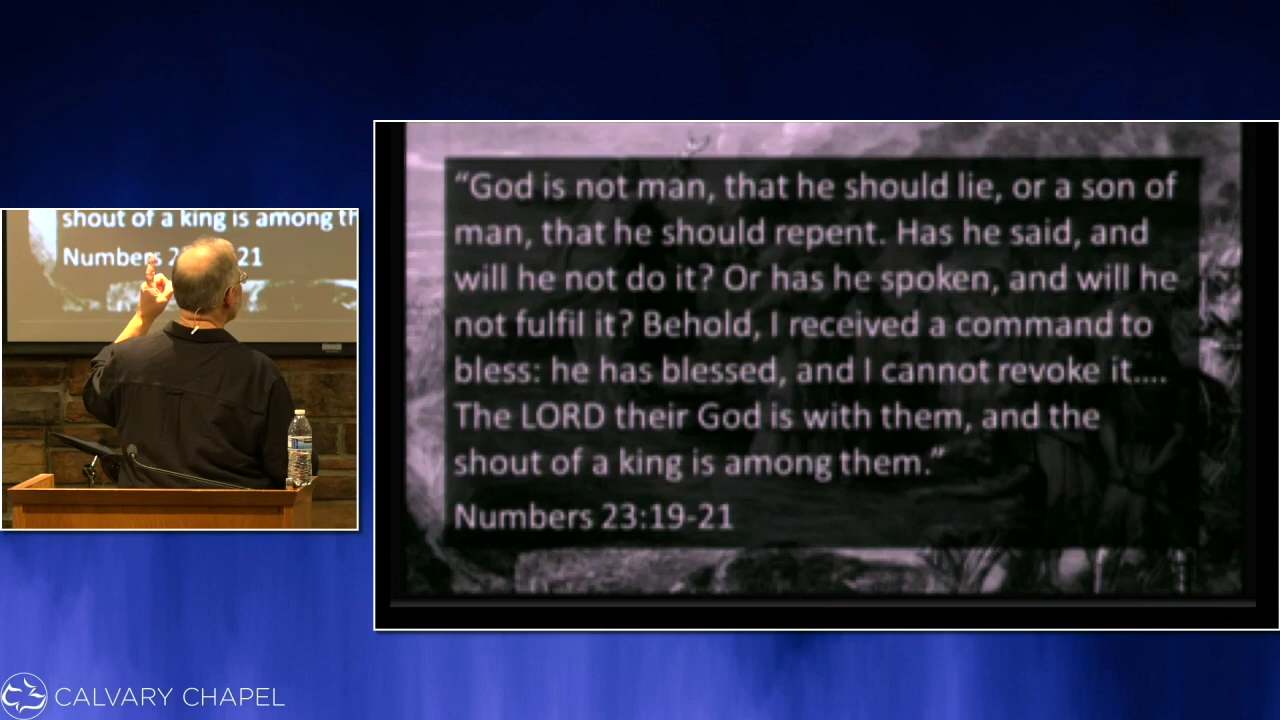 shout of a king is among th
Numbers 2 21
“God is not man, that he should lie, or a son of
man, that he should repent. Has he said, and
will he not do it? Or has he spoken, and will he
not fulfil it? Behold, I received a command to
bless: he has blessed, and I cannot revoke it....
The LORD their God is with them, and the
shout of a king is among them.”
Numbers 23:19-21
CALVARY CHAPEL